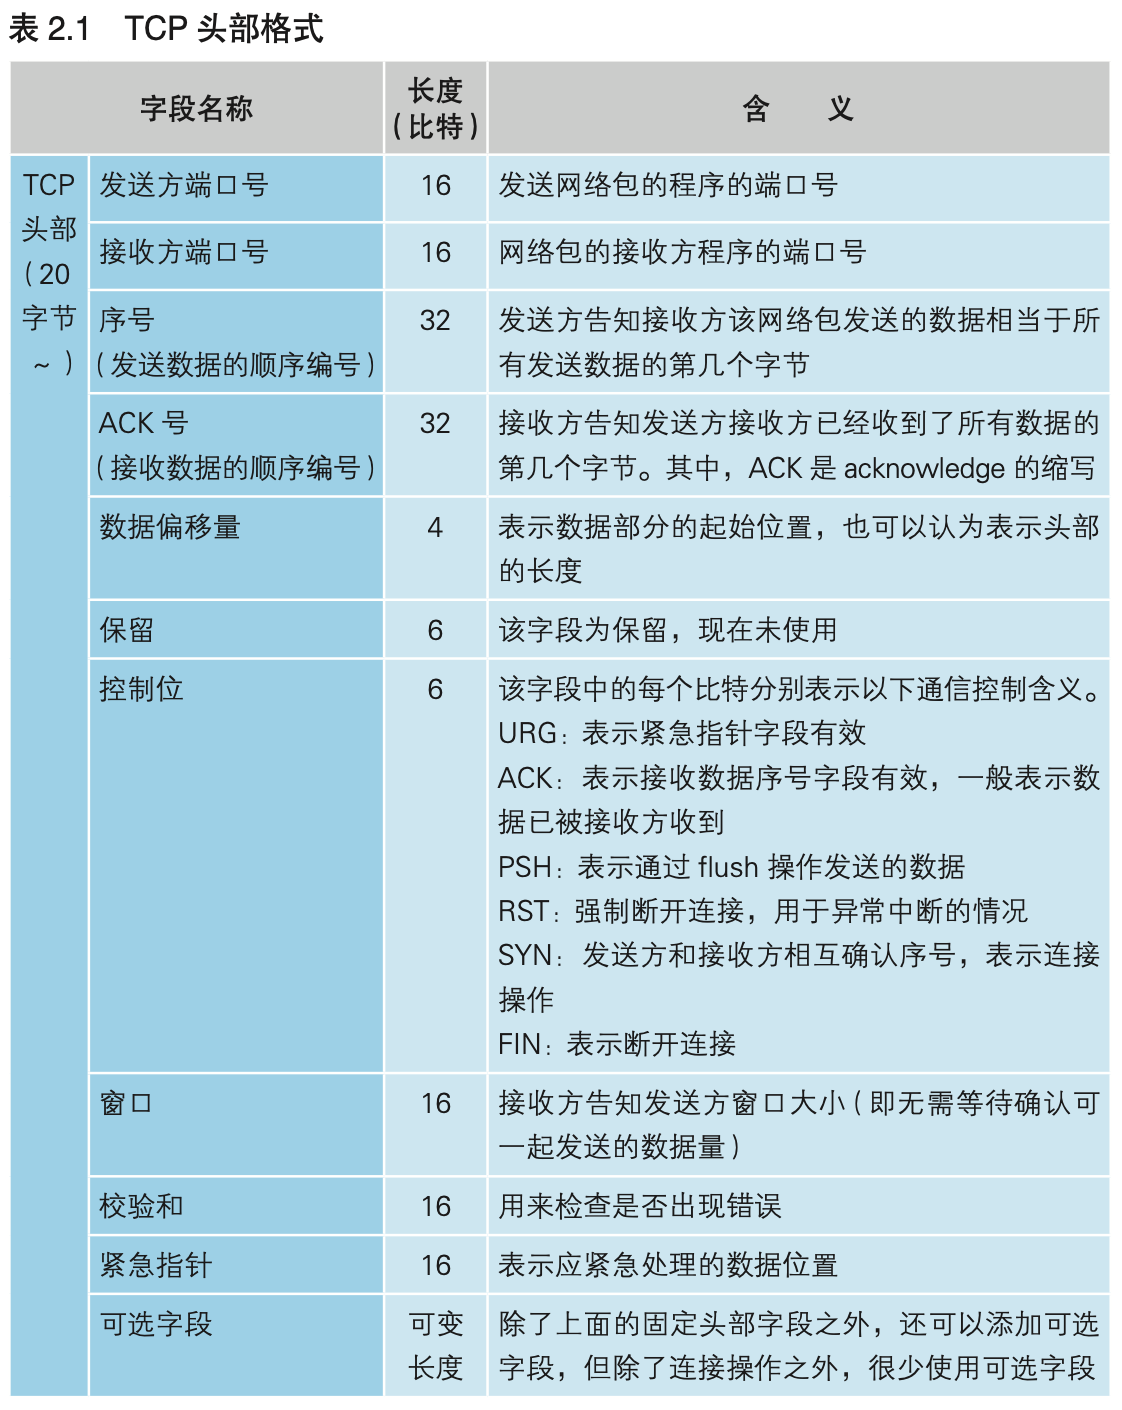 表 2.1 TCP 头部格式
字段名称
长度
(比特)
含 义
TCP
头部
(20
字节
~)
发送方端口号
16
发送网络包的程序的端口号
接收方端口号
16
网络包的接收方程序的端口号
序号
(发送数据的顺序编号)
32
发送方告知接收方该网络包发送的数据相当于所
有发送数据的第几个字节
ACK 号
(接收数据的顺序编号)
32
接收方告知发送方接收方已经收到了所有数据的
第几个字节。其中，ACK 是 acknowledge 的缩写
数据偏移量
4
表示数据部分的起始位置，也可以认为表示头部
的长度
保留
6
该字段为保留，现在未使用
控制位
6
该字段中的每个比特分别表示以下通信控制含义。
URG：表示紧急指针字段有效
ACK：表示接收数据序号字段有效，一般表示数
据已被接收方收到
PSH：表示通过 flush 操作发送的数据
RST：强制断开连接，用于异常中断的情况
SYN：发送方和接收方相互确认序号，表示连接
操作
FIN：表示断开连接
窗口
16
接收方告知发送方窗口大小(即无需等待确认可
一起发送的数据量)
校验和
16
用来检查是否出现错误
紧急指针
16
表示应紧急处理的数据位置
可选字段
可变
长度
除了上面的固定头部字段之外，还可以添加可选
字段，但除了连接操作之外，很少使用可选字段